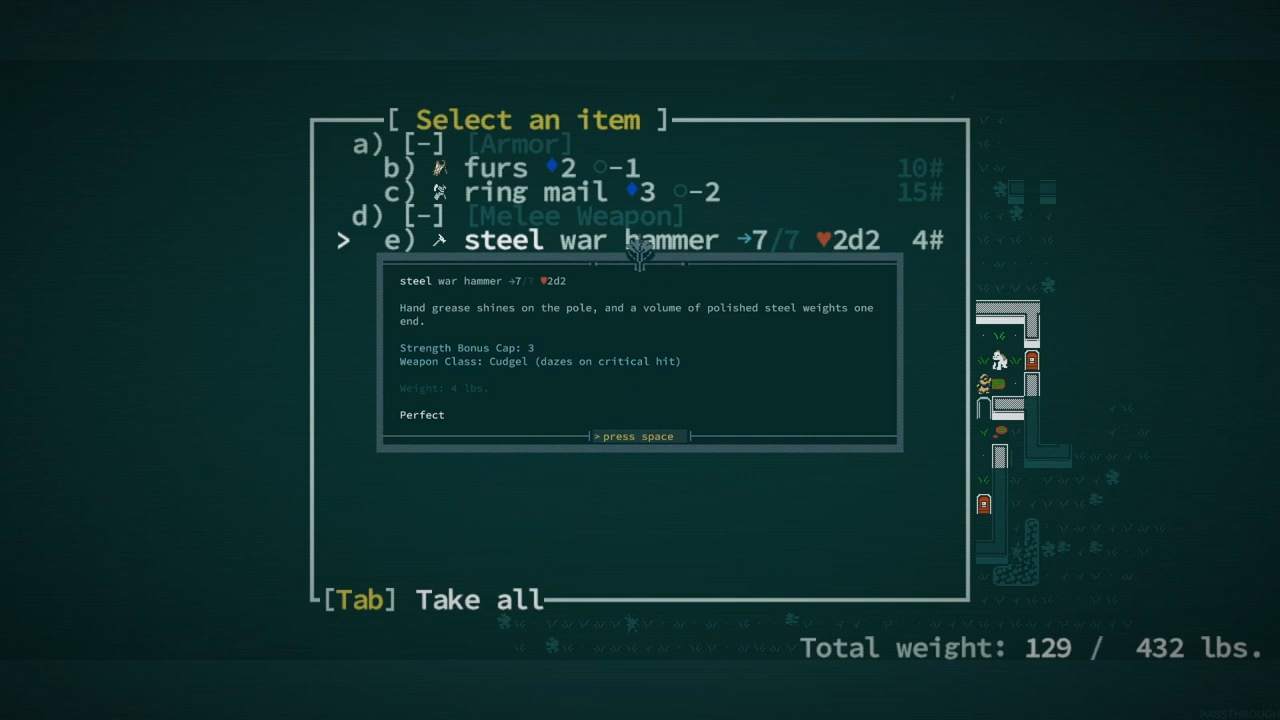 [ Select an item ]
a) [-] [Armor]
b) furs ♦2 ○-1 10#
c) ring mail ♦3 ○-2 15#
d) [-] [Melee Weapon]
> e) steel war hammer →7/7 ♥2d2 4#
steel war hammer →7/7 ♥2d2
Hand grease shines on the pole, and a volume of polished steel weights one
end.
Strength Bonus Cap: 3
Weapon Class: Cudgel (dazes on critical hit)
Weight: 4 lbs.
Perfect
> press space
[Tab] Take all
Total weight: 129 / 432 lbs.